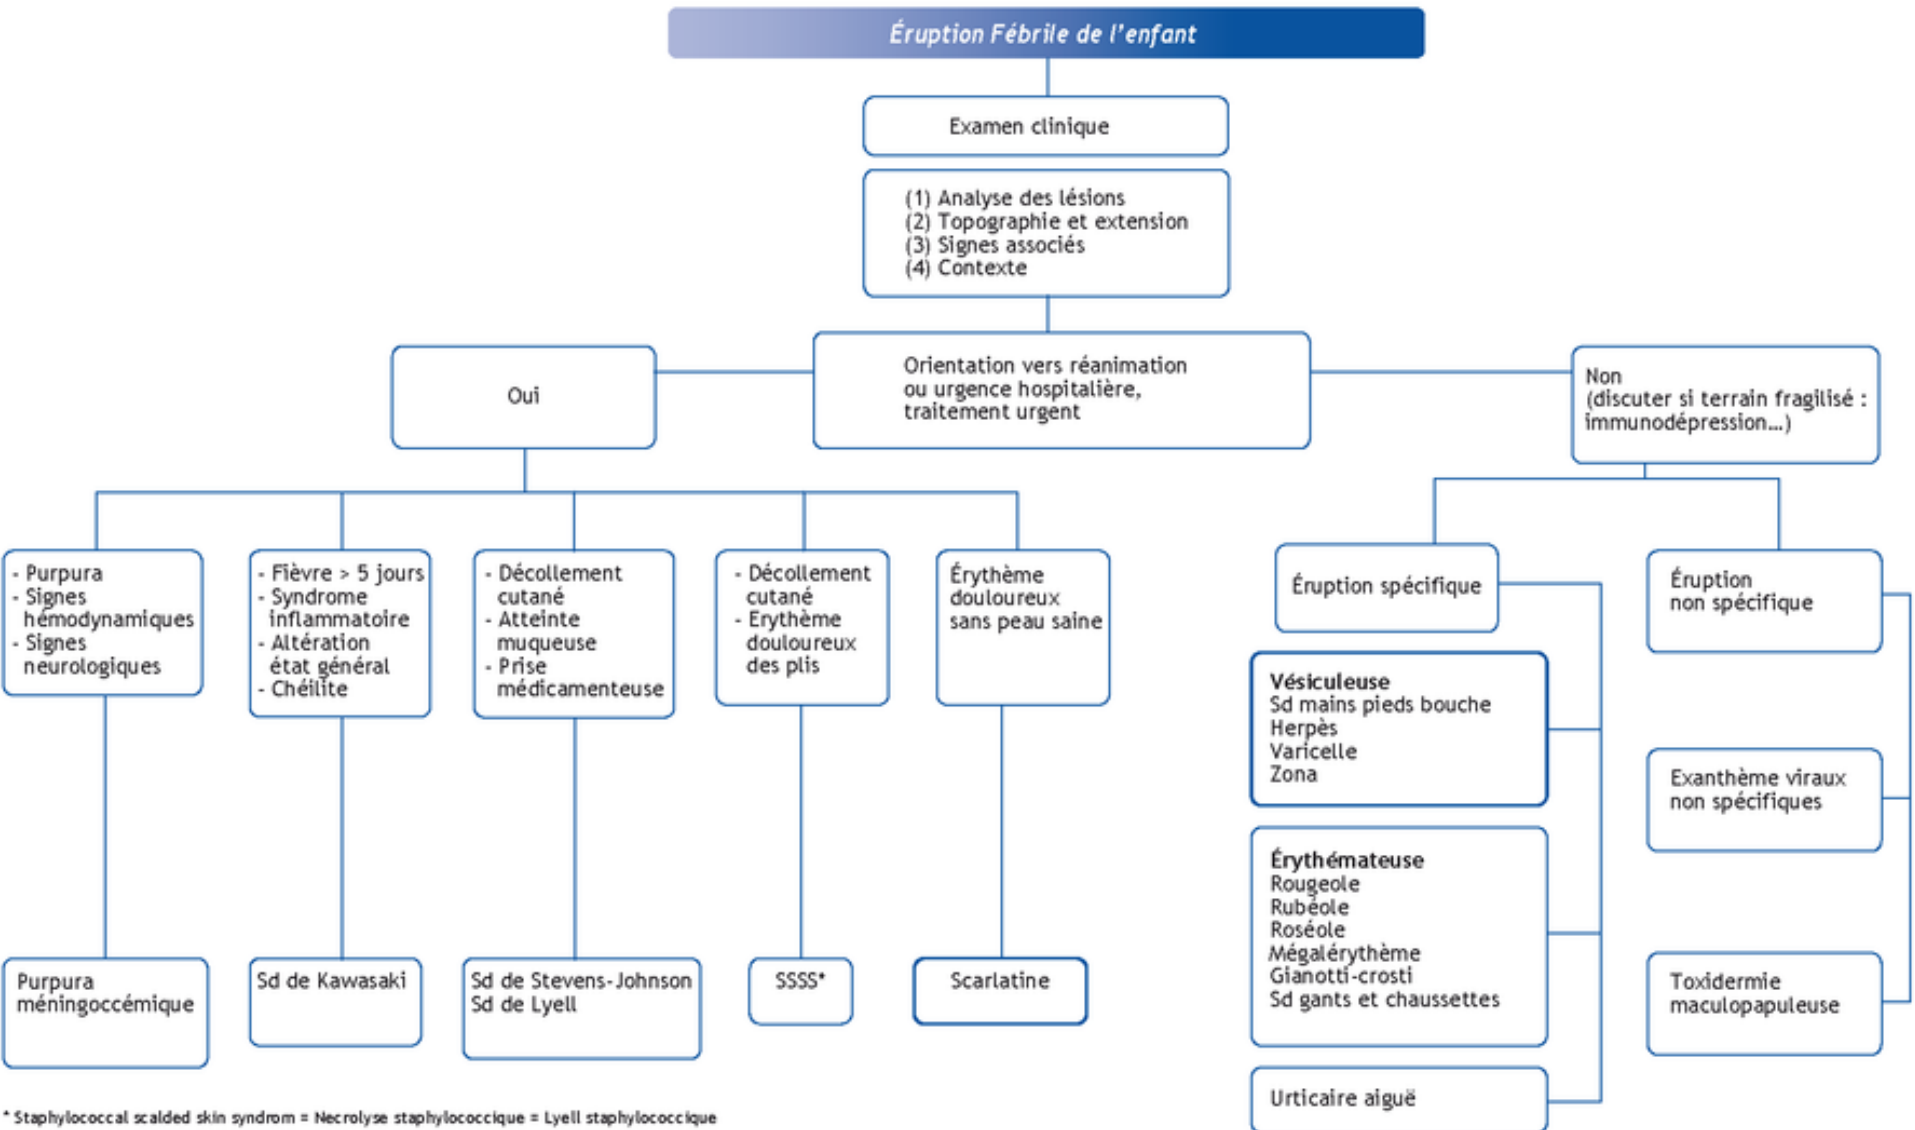 Éruption Fébrile de l'enfant
Examen clinique
(1) Analyse des lésions
(2) Topographie et extension
(3) Signes associés
(4) Contexte
Oui
Orientation vers réanimation
ou urgence hospitalière,
traitement urgent
Non
(discuter si terrain fragilisé :
immunodépression...)
- Purpura
- Signes
hémodynamiques
- Signes
neurologiques
- Fièvre > 5 jours
- Syndrome
inflammatoire
- Altération
état général
- Chéilite
- Décollement
cutané
- Atteinte
muqueuse
- Prise
médicamenteuse
- Décollement
cutané
- Erythème
douloureux
des plis
Érythème
douloureux
sans peau saine
Éruption spécifique
Éruption
non spécifique
Vésiculeuse
Sd mains pieds bouche
Herpès
Varicelle
Zona
Exanthème viraux
non spécifiques
Érythémateuse
Rougeole
Rubéole
Roséole
Mégalérythème
Gianotti-crosti
Sd gants et chaussettes
Purpura
méningoccémique
Sd de Kawasaki
Sd de Stevens-Johnson
Sd de Lyell
SSSS*
Scarlatine
Toxidermie
maculopapuleuse
Urticaire aiguë
* Staphylococcal scalded skin syndrom = Necrolyse staphylococcique = Lyell staphylococcique